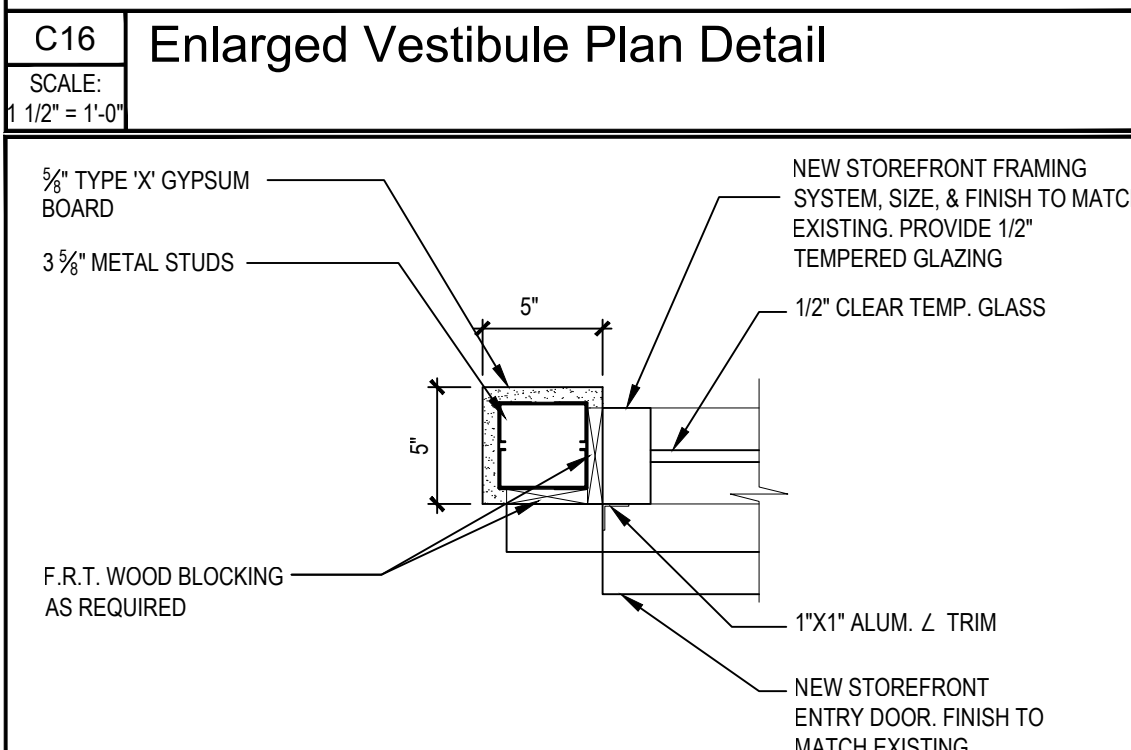 C16
Enlarged Vestibule Plan Detail
SCALE:
1 1/2" = 1'-0"
⅝" TYPE 'X' GYPSUM
BOARD
3 ⅝" METAL STUDS
NEW STOREFRONT FRAMING
SYSTEM, SIZE, & FINISH TO MATC
EXISTING. PROVIDE 1/2"
TEMPERED GLAZING
1/2" CLEAR TEMP. GLASS
5"
5"
F.R.T. WOOD BLOCKING
AS REQUIRED
1"X1" ALUM. ∠ TRIM
NEW STOREFRONT
ENTRY DOOR. FINISH TO
MATCH EXISTING